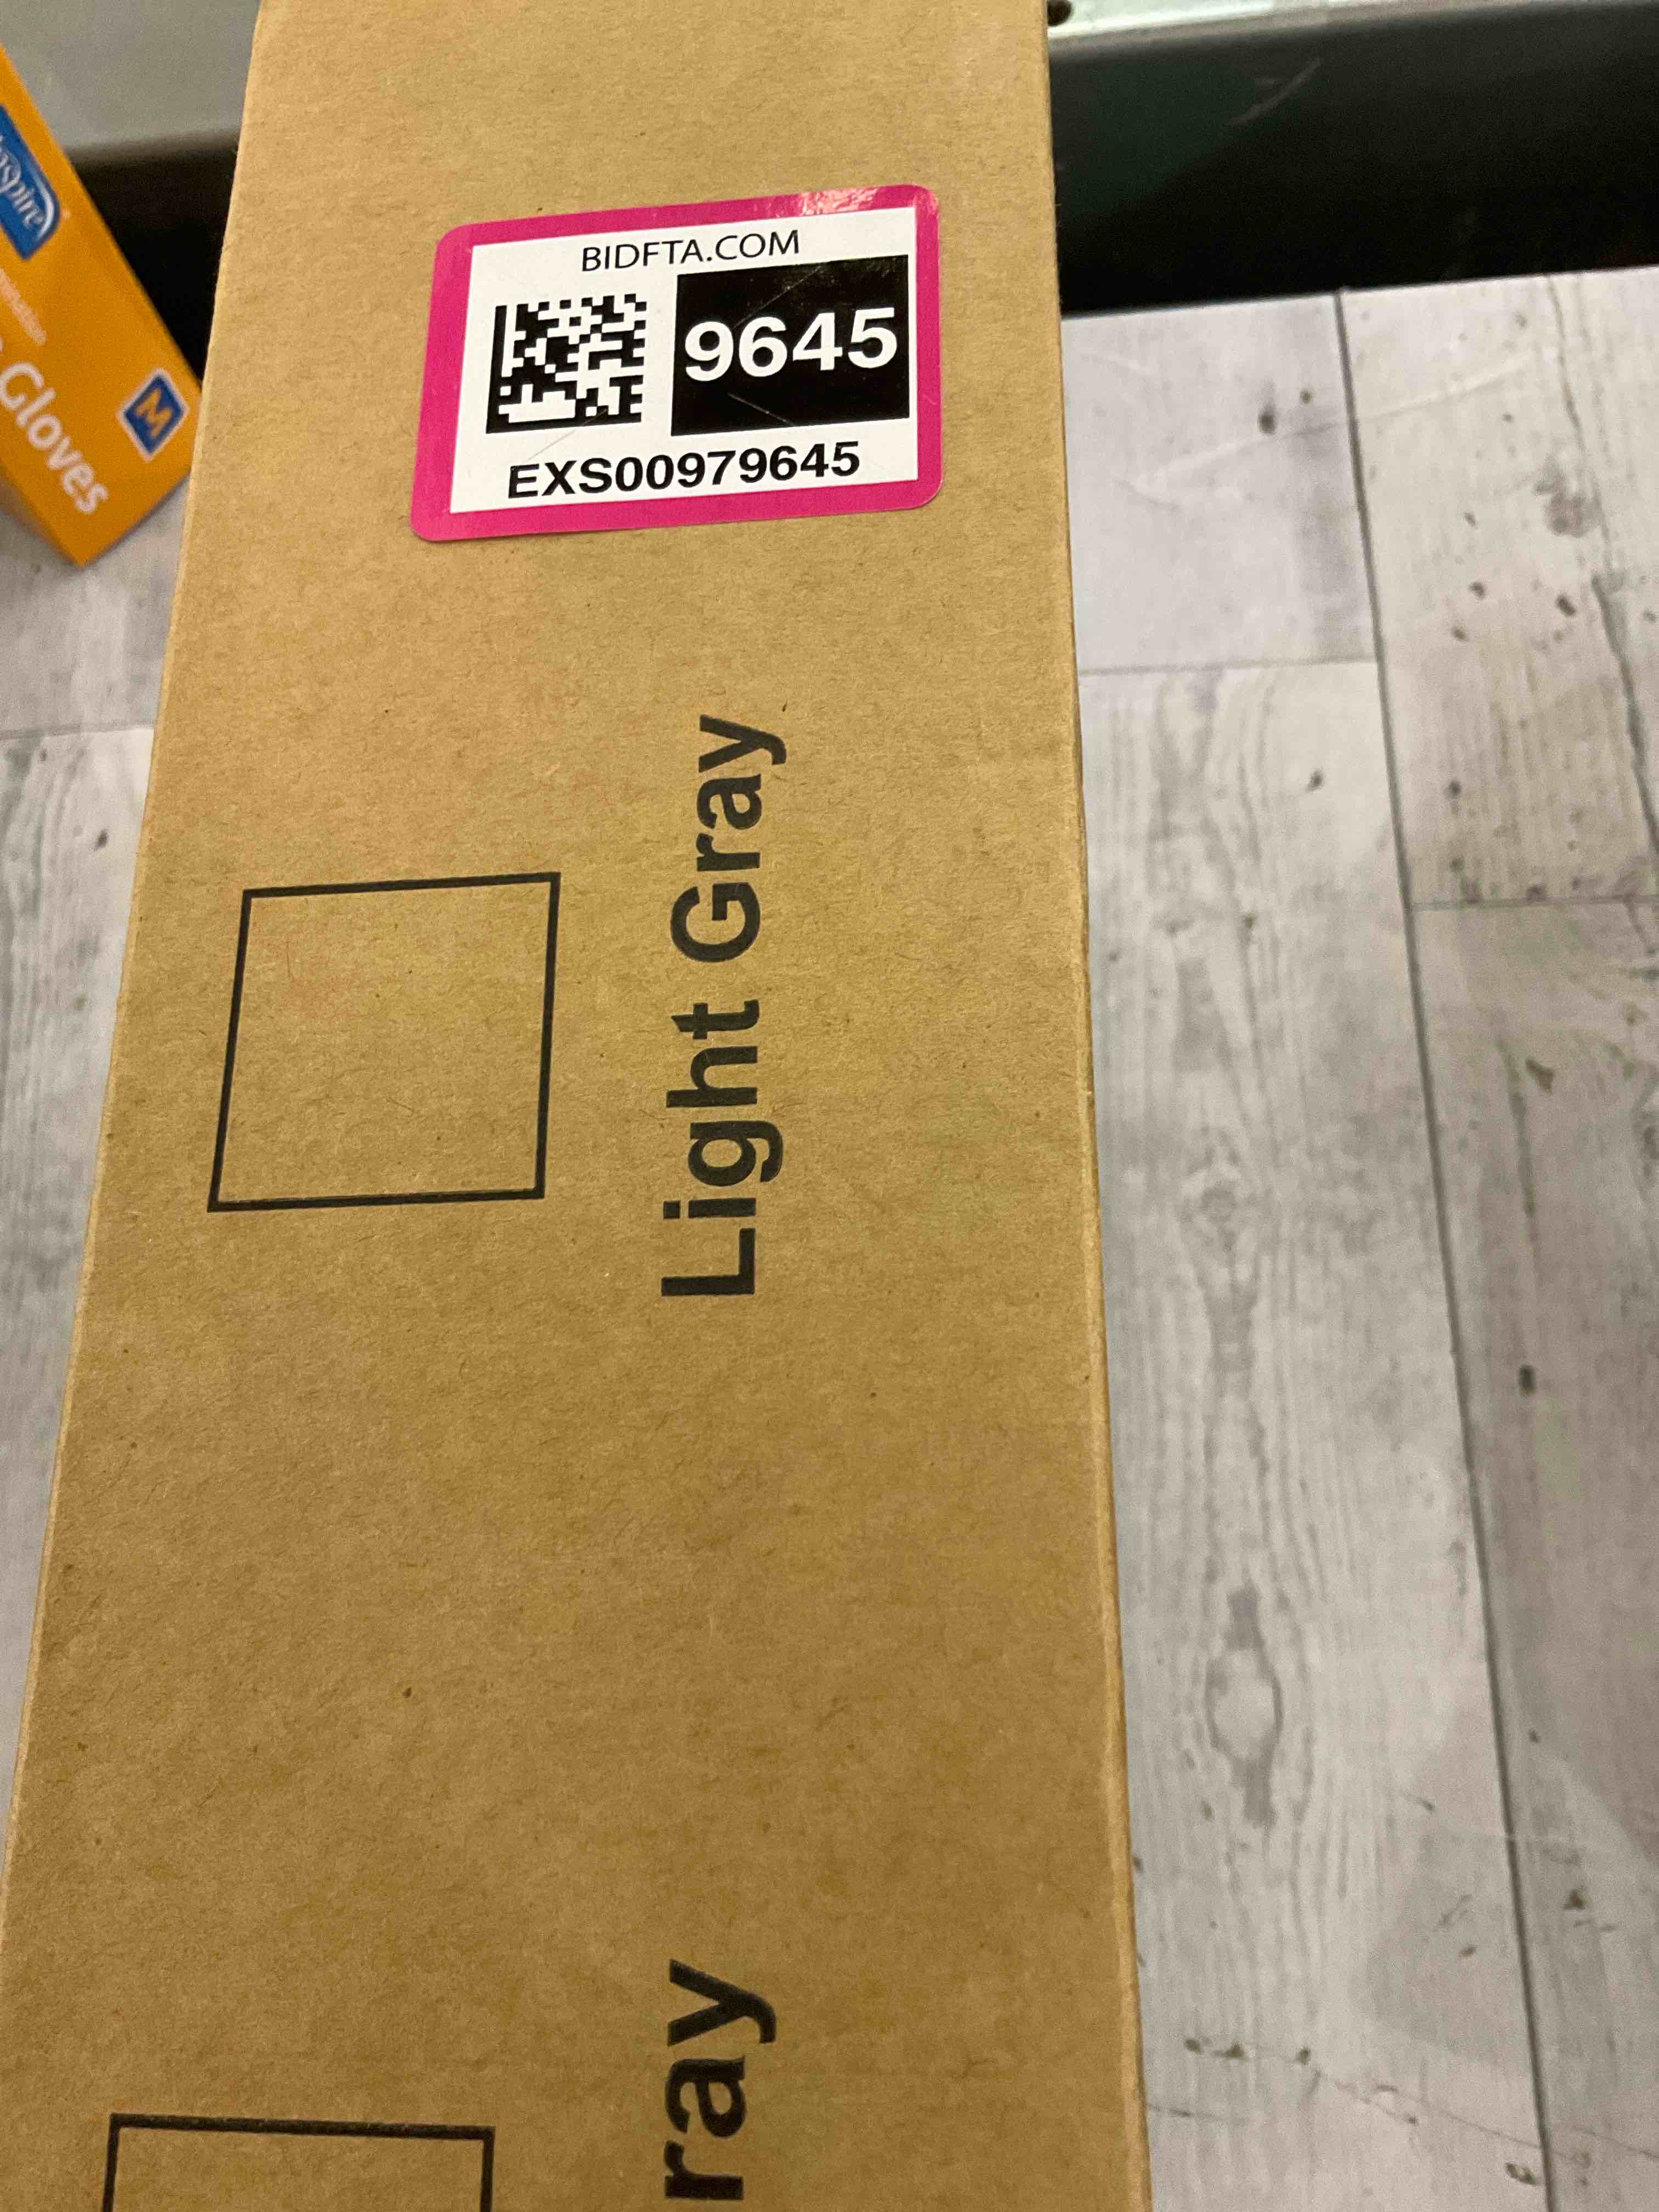 BIDFTA.COM
9645
EXS00979645
Light Gray
ray
Gloves
M